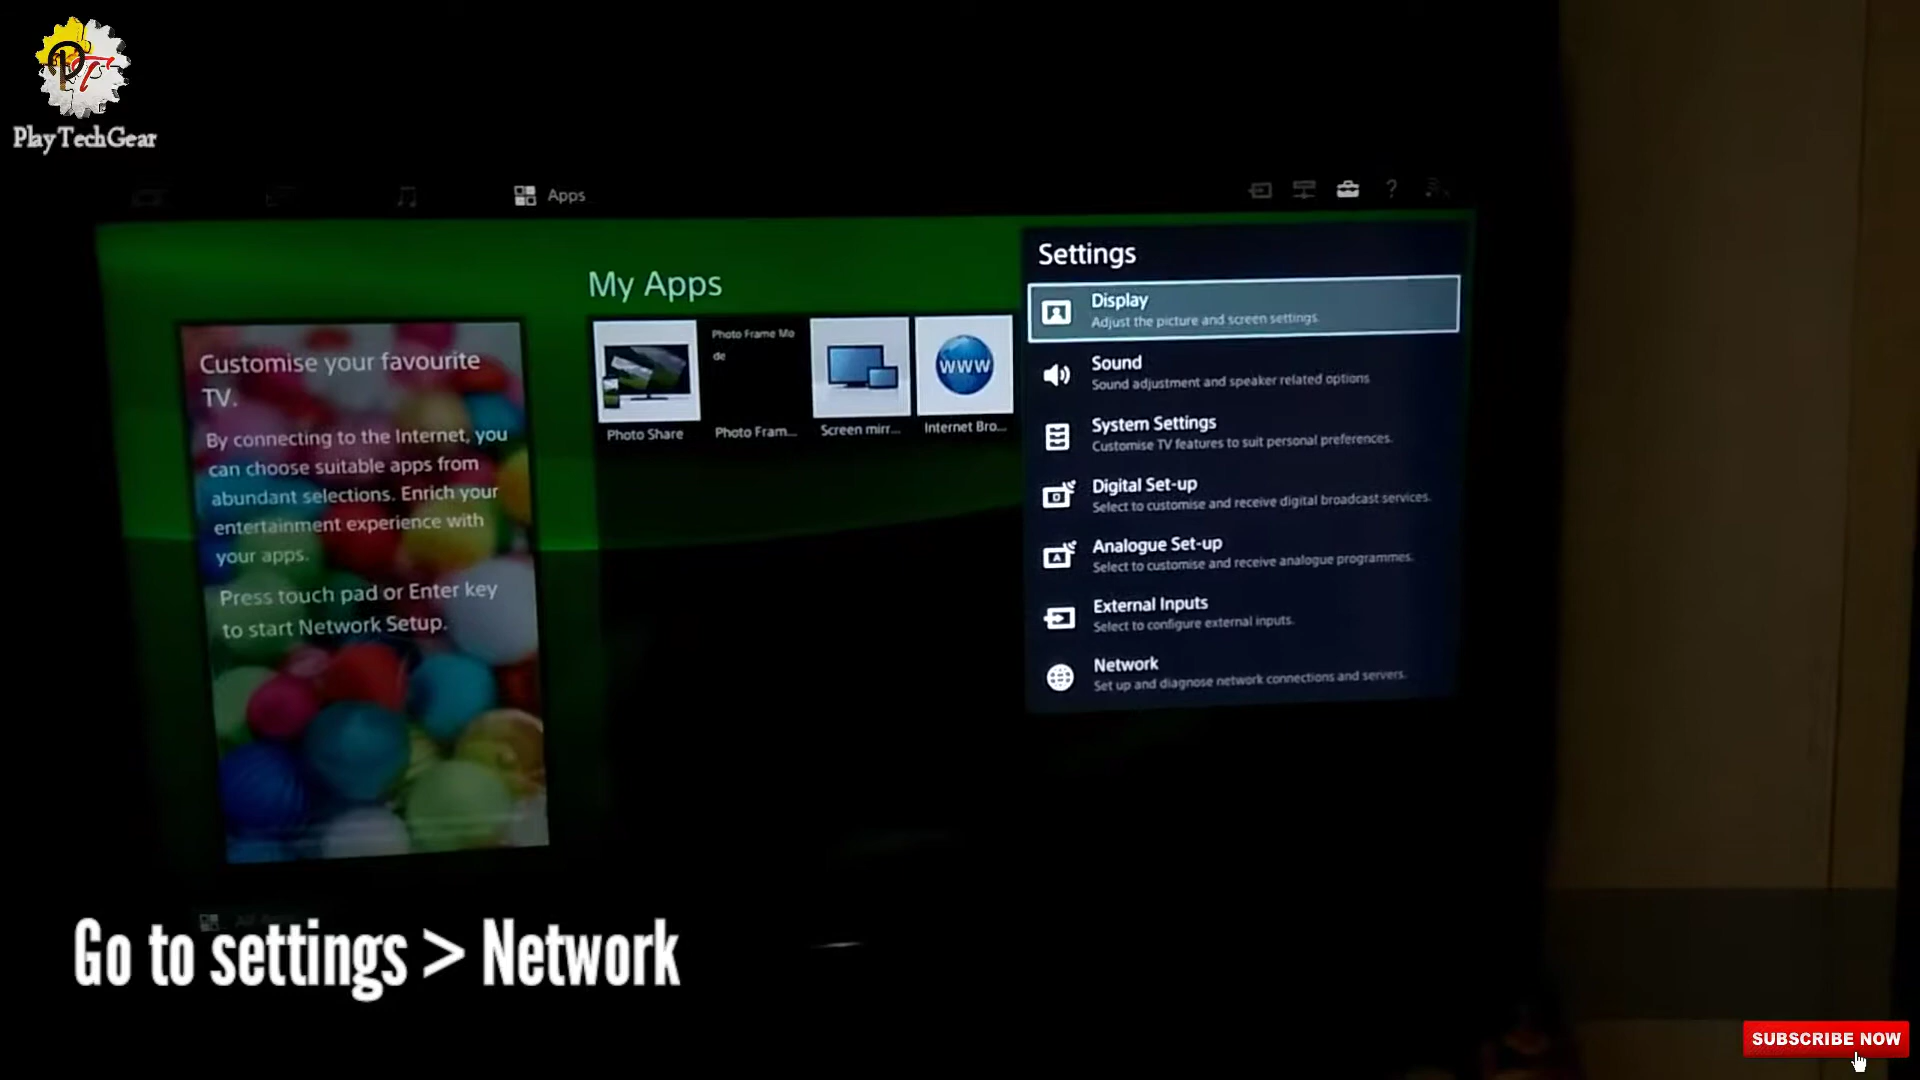 PT
PlayTechGear
Apps
?
Settings
Display
Adjust the picture and screen settings.
Sound
Sound adjustment and speaker related options
System Settings
Customise TV features to suit personal preferences.
Digital Set-up
Select to customise and receive digital broadcast services.
Analogue Set-up
Select to customise and receive analogue programmes.
External Inputs
Select to configure external inputs.
Network
Set up and diagnose network connections and servers.
My Apps
Photo Frame Mo
de
WWW
Photo Share
Photo Fram...
Screen mirr...
Internet Bro...
Customise your favourite
TV.
By connecting to the Internet, you
can choose suitable apps from
abundant selections. Enrich your
entertainment experience with
your apps.
Press touch pad or Enter key
to start Network Setup.
Go to settings > Network
SUBSCRIBE NOW